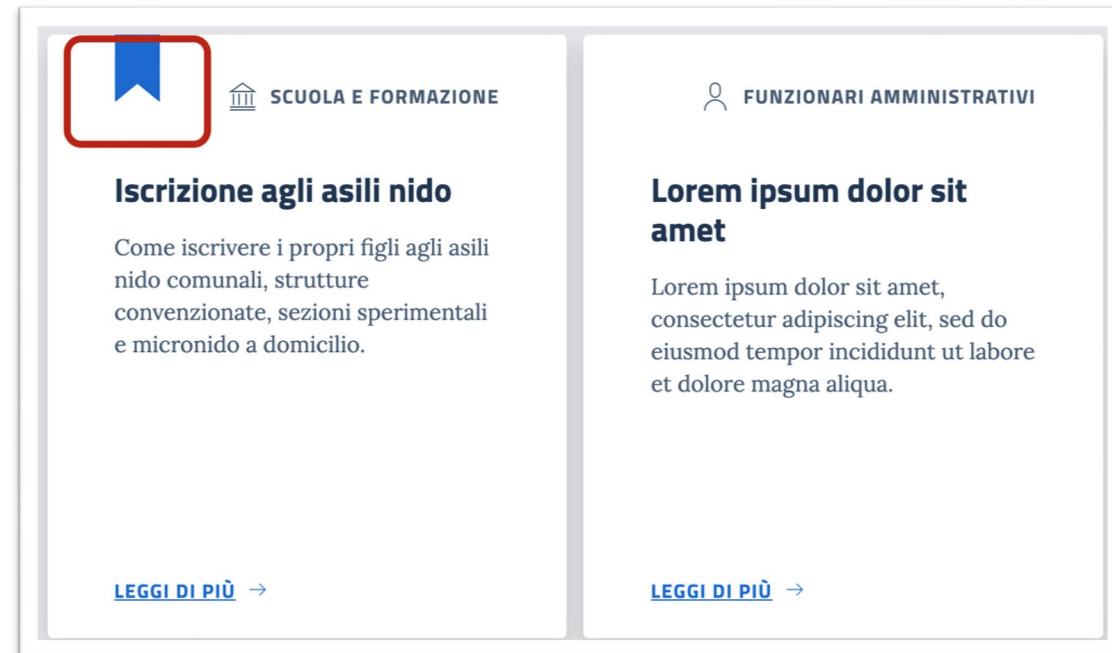 SCUOLA E FORMAZIONE
Iscrizione agli asili nido
Come iscrivere i propri figli agli asili
nido comunali, strutture
convenzionate, sezioni sperimentali
e micronido a domicilio.
LEGGI DI PIÙ
FUNZIONARI AMMINISTRATIVI
Lorem ipsum dolor sit
amet
Lorem ipsum dolor sit amet,
consectetur adipiscing elit, sed do
eiusmod tempor incididunt ut labore
et dolore magna aliqua.
LEGGI DI PIÙ